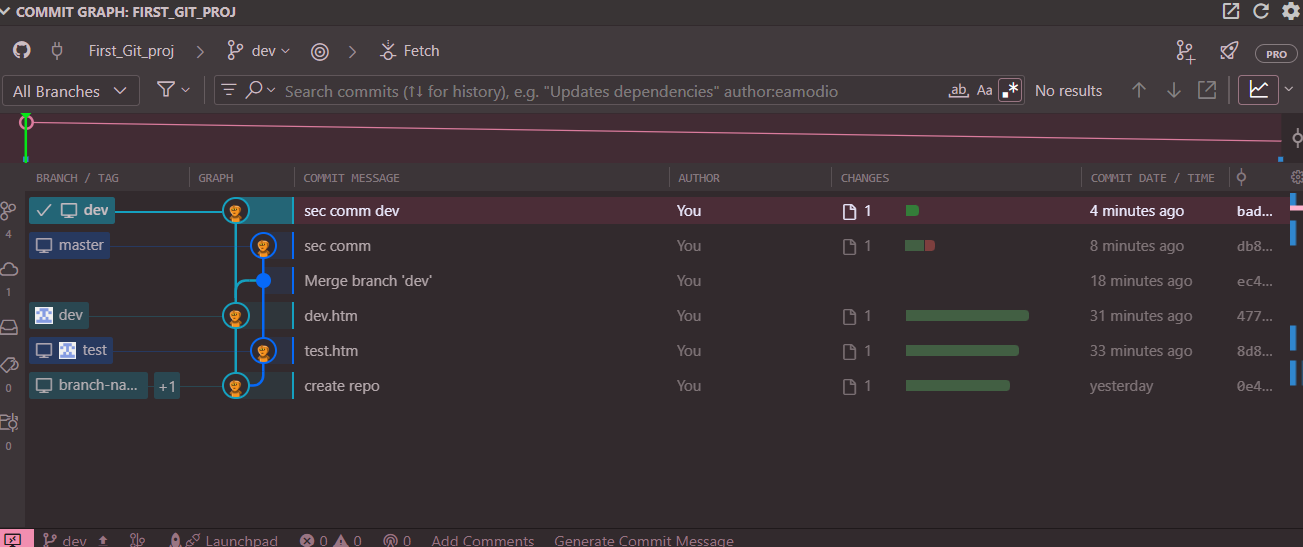 COMMIT GRAPH: FIRST_GIT_PROJ
First_Git_proj dev Fetch PRO
All Branches Search commits (↑↓ for history), e.g. "Updates dependencies" author:eamodio ab Aa .* No results
BRANCH / TAG GRAPH COMMIT MESSAGE AUTHOR CHANGES COMMIT DATE / TIME
dev sec comm dev You 1 4 minutes ago bad...
4 master sec comm You 1 8 minutes ago db8...
1 Merge branch 'dev' You 18 minutes ago ec4...
dev dev.htm You 1 31 minutes ago 477...
test test.htm You 1 33 minutes ago 8d8...
0 branch-na... +1 create repo You 1 yesterday 0e4...
0
dev Launchpad 0 0 0 Add Comments Generate Commit Message